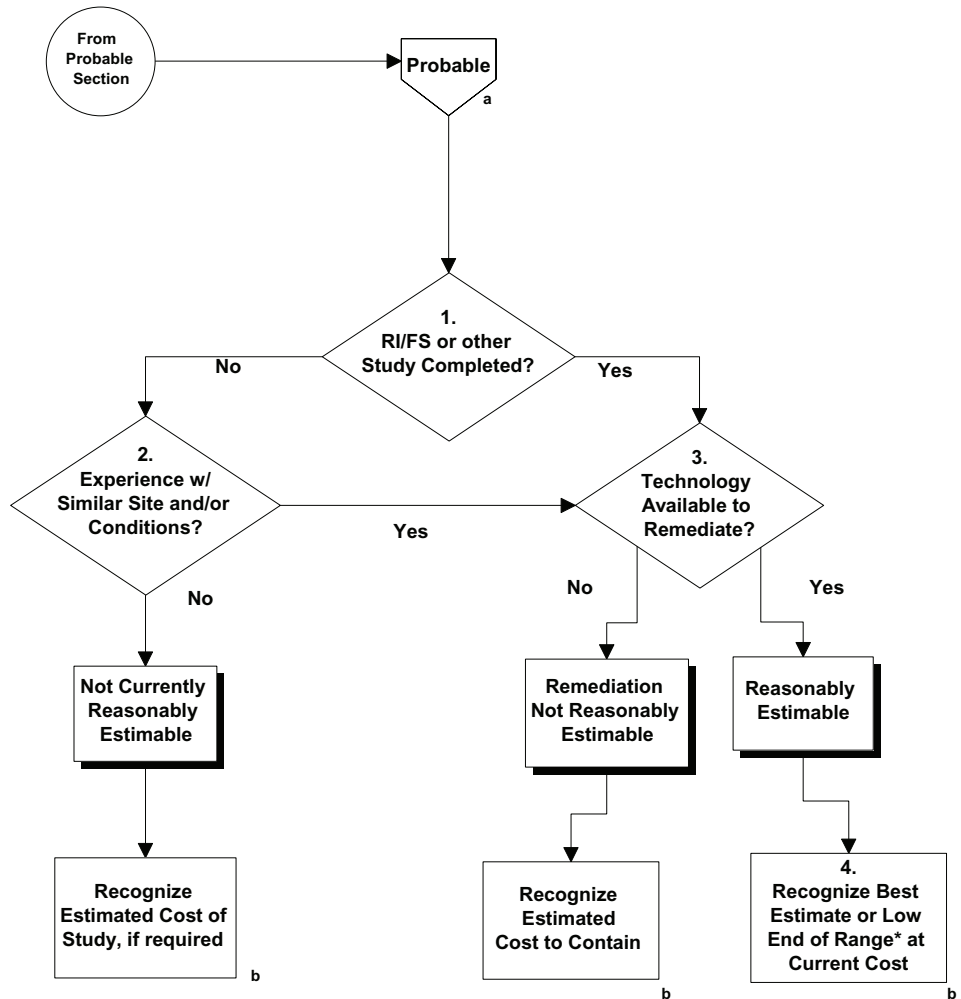 From
Probable
Section
Probable
a
1.
RI/FS or other
Study Completed?
No
Yes
2.
Experience w/
Similar Site and/or
Conditions?
Yes
3.
Technology
Available to
Remediate?
No
No
Yes
Not Currently
Reasonably
Estimable
Remediation
Not Reasonably
Estimable
Reasonably
Estimable
Recognize
Estimated Cost of
Study, if required
b
Recognize
Estimated
Cost to Contain
b
4.
Recognize Best
Estimate or Low
End of Range* at
Current Cost
b